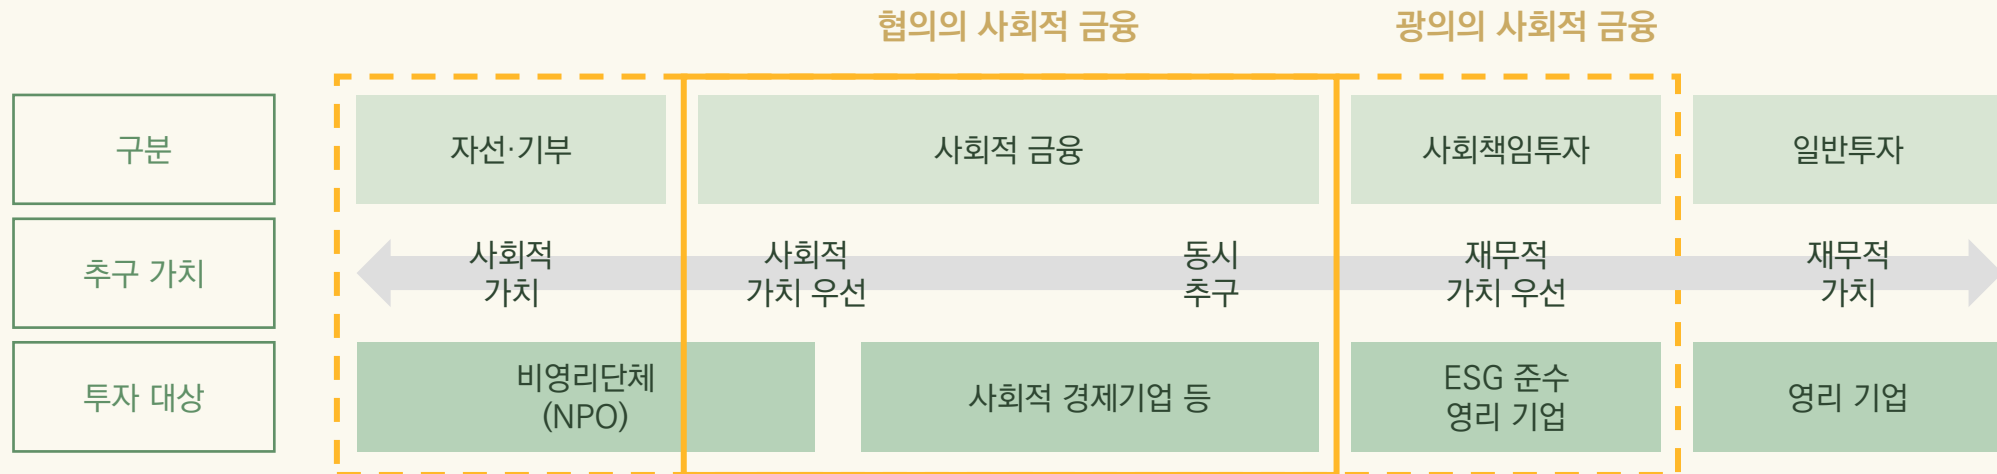 협의의 사회적 금융
광의의 사회적 금융
구분
자선·기부
사회적 금융
사회책임투자
일반투자
추구 가치
사회적
가치
사회적
가치 우선
동시
추구
재무적
가치 우선
재무적
가치
투자 대상
비영리단체
(NPO)
사회적 경제기업 등
ESG 준수
영리 기업
영리 기업